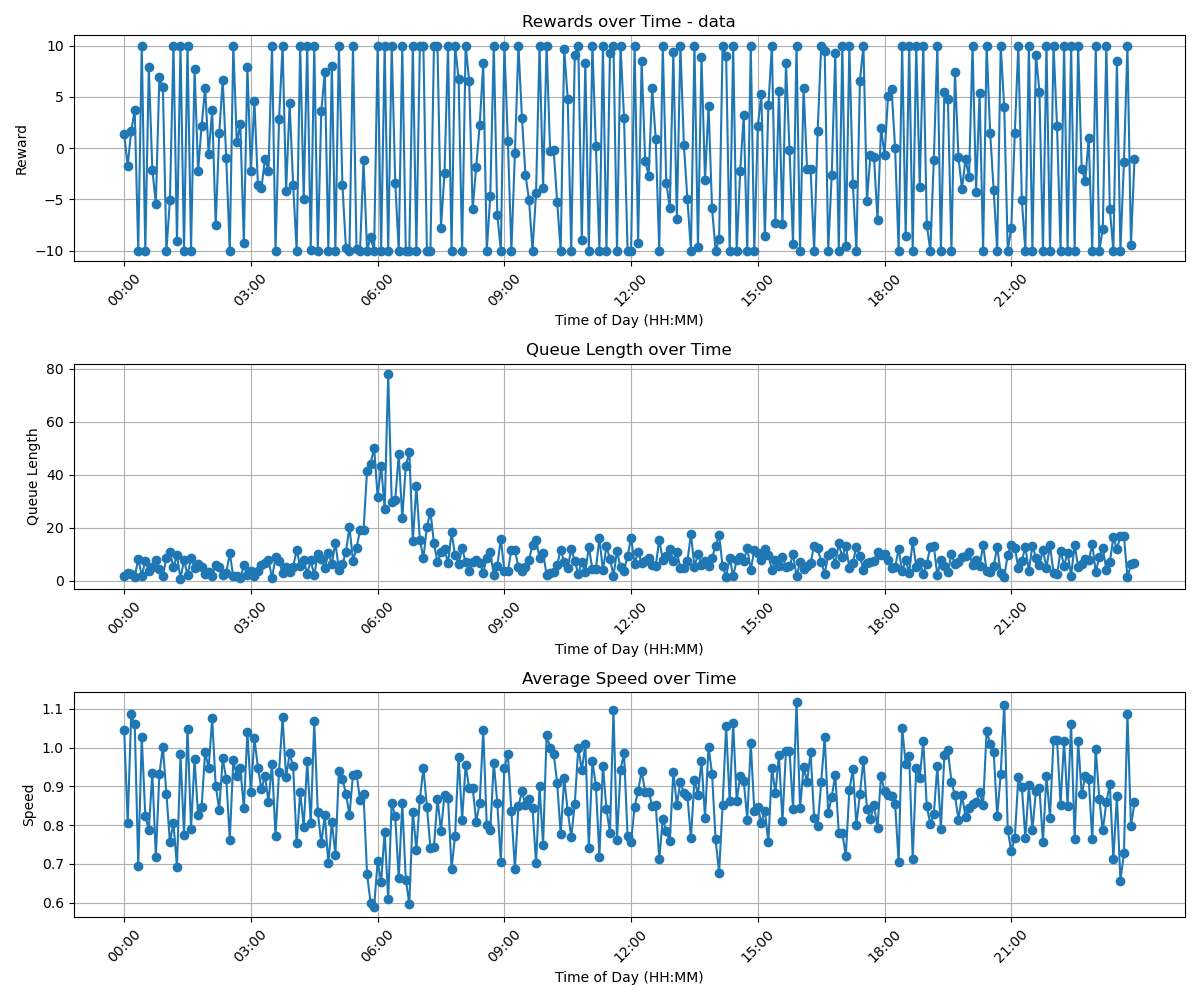 Rewards over Time - data
10
5
0
−5
−10
Reward
00:00 03:00 06:00 09:00 12:00 15:00 18:00 21:00
Time of Day (HH:MM)
Queue Length over Time
80
60
40
20
0
Queue Length
00:00 03:00 06:00 09:00 12:00 15:00 18:00 21:00
Time of Day (HH:MM)
Average Speed over Time
1.1
1.0
0.9
0.8
0.7
0.6
Speed
00:00 03:00 06:00 09:00 12:00 15:00 18:00 21:00
Time of Day (HH:MM)